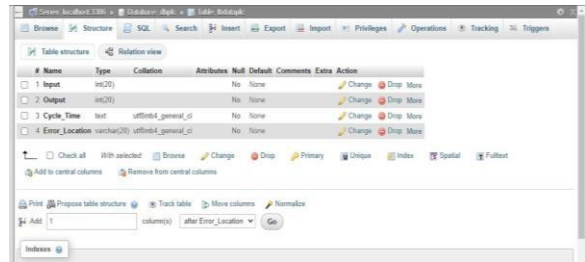 Server: localhost:3306 » Database: dbplc » Table: tbdataplc
Browse Structure SQL Search Insert Export Import Privileges Operations Tracking Triggers
Table structure Relation view
# Name Type Collation Attributes Null Default Comments Extra Action
1 Input int(20) No None Change Drop More
2 Output int(20) No None Change Drop More
3 Cycle_Time text utf8mb4_general_ci No None Change Drop More
4 Error_Location varchar(20) utf8mb4_general_ci No None Change Drop More
Check all With selected: Browse Change Drop Primary Unique Index Spatial Fulltext
Add to central columns Remove from central columns
Print Propose table structure Track table Move columns Normalize
Add 1 column(s) after Error_Location Go
Indexes